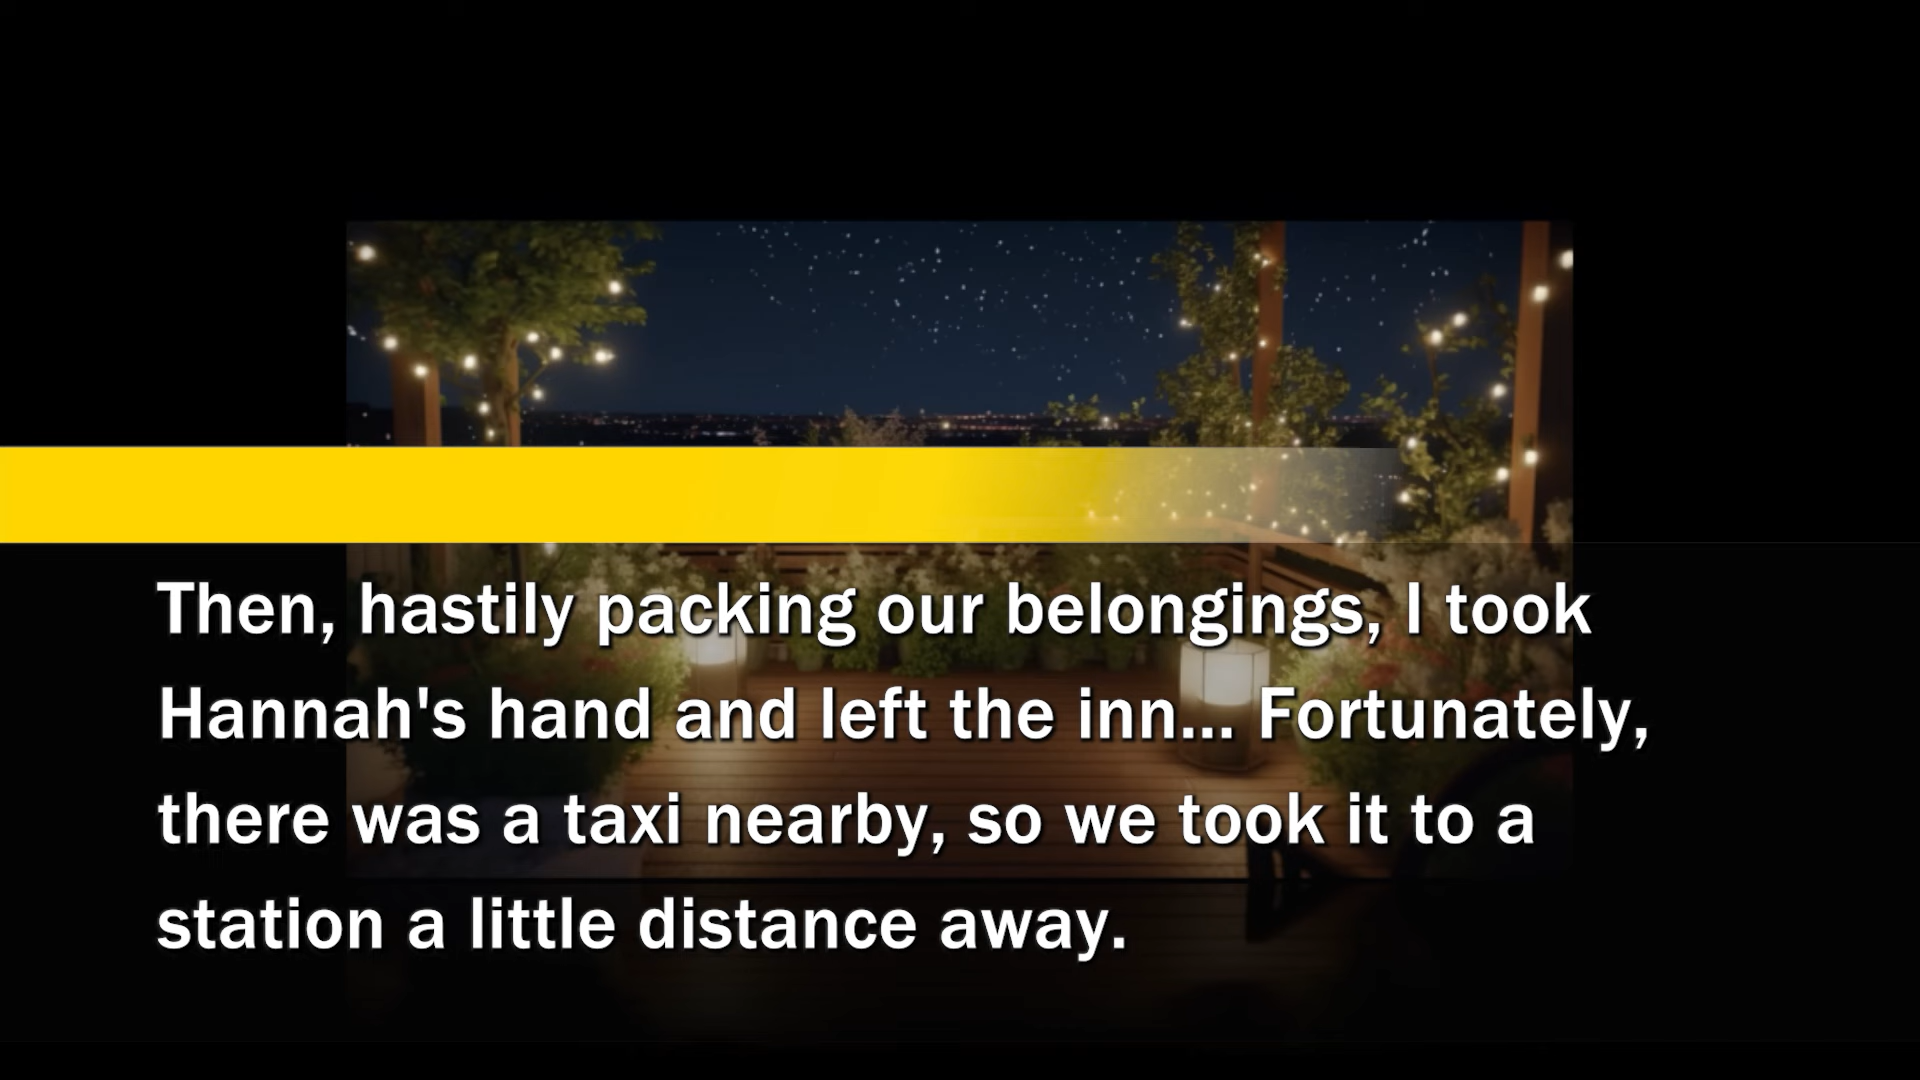 Then, hastily packing our belongings, I took
Hannah's hand and left the inn... Fortunately,
there was a taxi nearby, so we took it to a
station a little distance away.